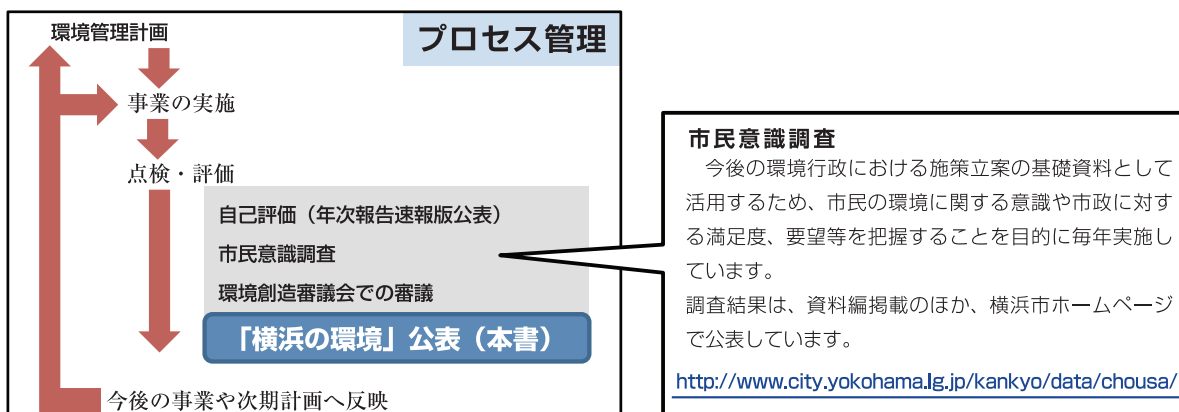 環境管理計画
プロセス管理
事業の実施
点検・評価
自己評価（年次報告速報版公表）
市民意識調査
環境創造審議会での審議
「横浜の環境」公表（本書）
今後の事業や次期計画へ反映
市民意識調査
　今後の環境行政における施策立案の基礎資料として
活用するため、市民の環境に関する意識や市政に対す
る満足度、要望等を把握することを目的に毎年実施し
ています。
調査結果は、資料編掲載のほか、横浜市ホームページ
で公表しています。
http://www.city.yokohama.lg.jp/kankyo/data/chousa/